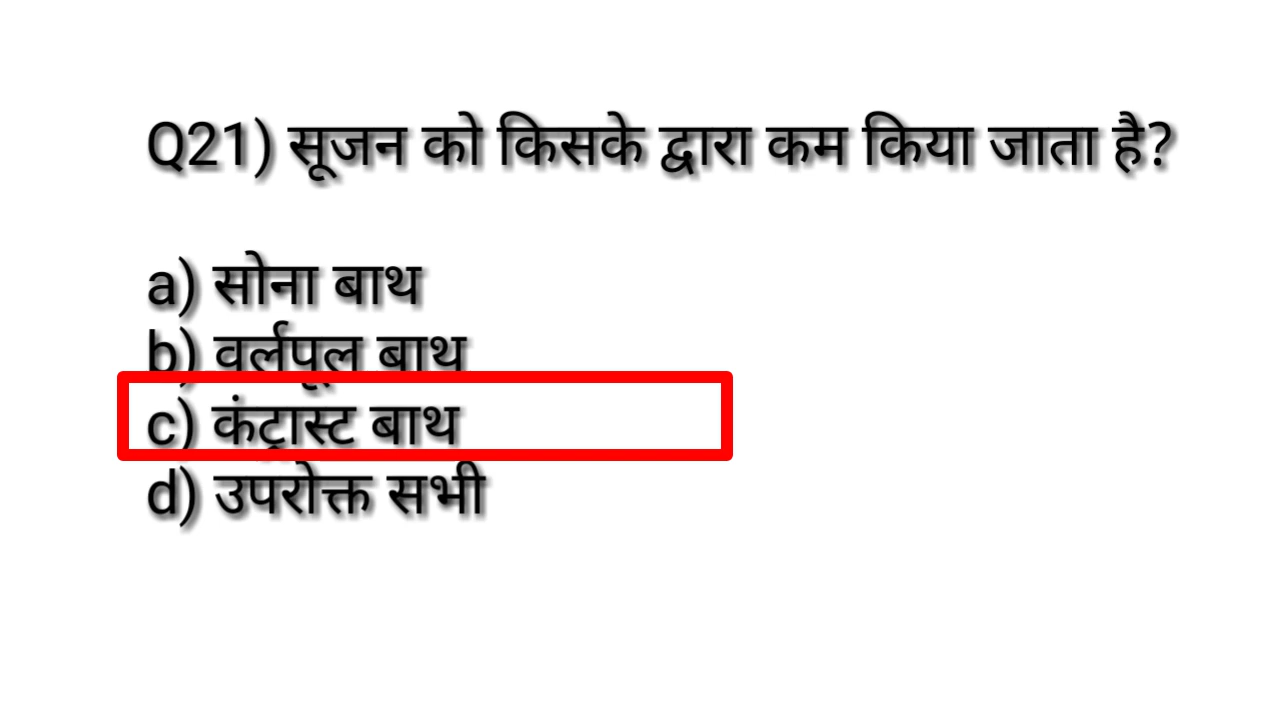 Q21) सूजन को किसके द्वारा कम किया जाता है?
a) सोना बाथ
b) वर्लपूल बाथ
c) कंट्रास्ट बाथ
d) उपरोक्त सभी